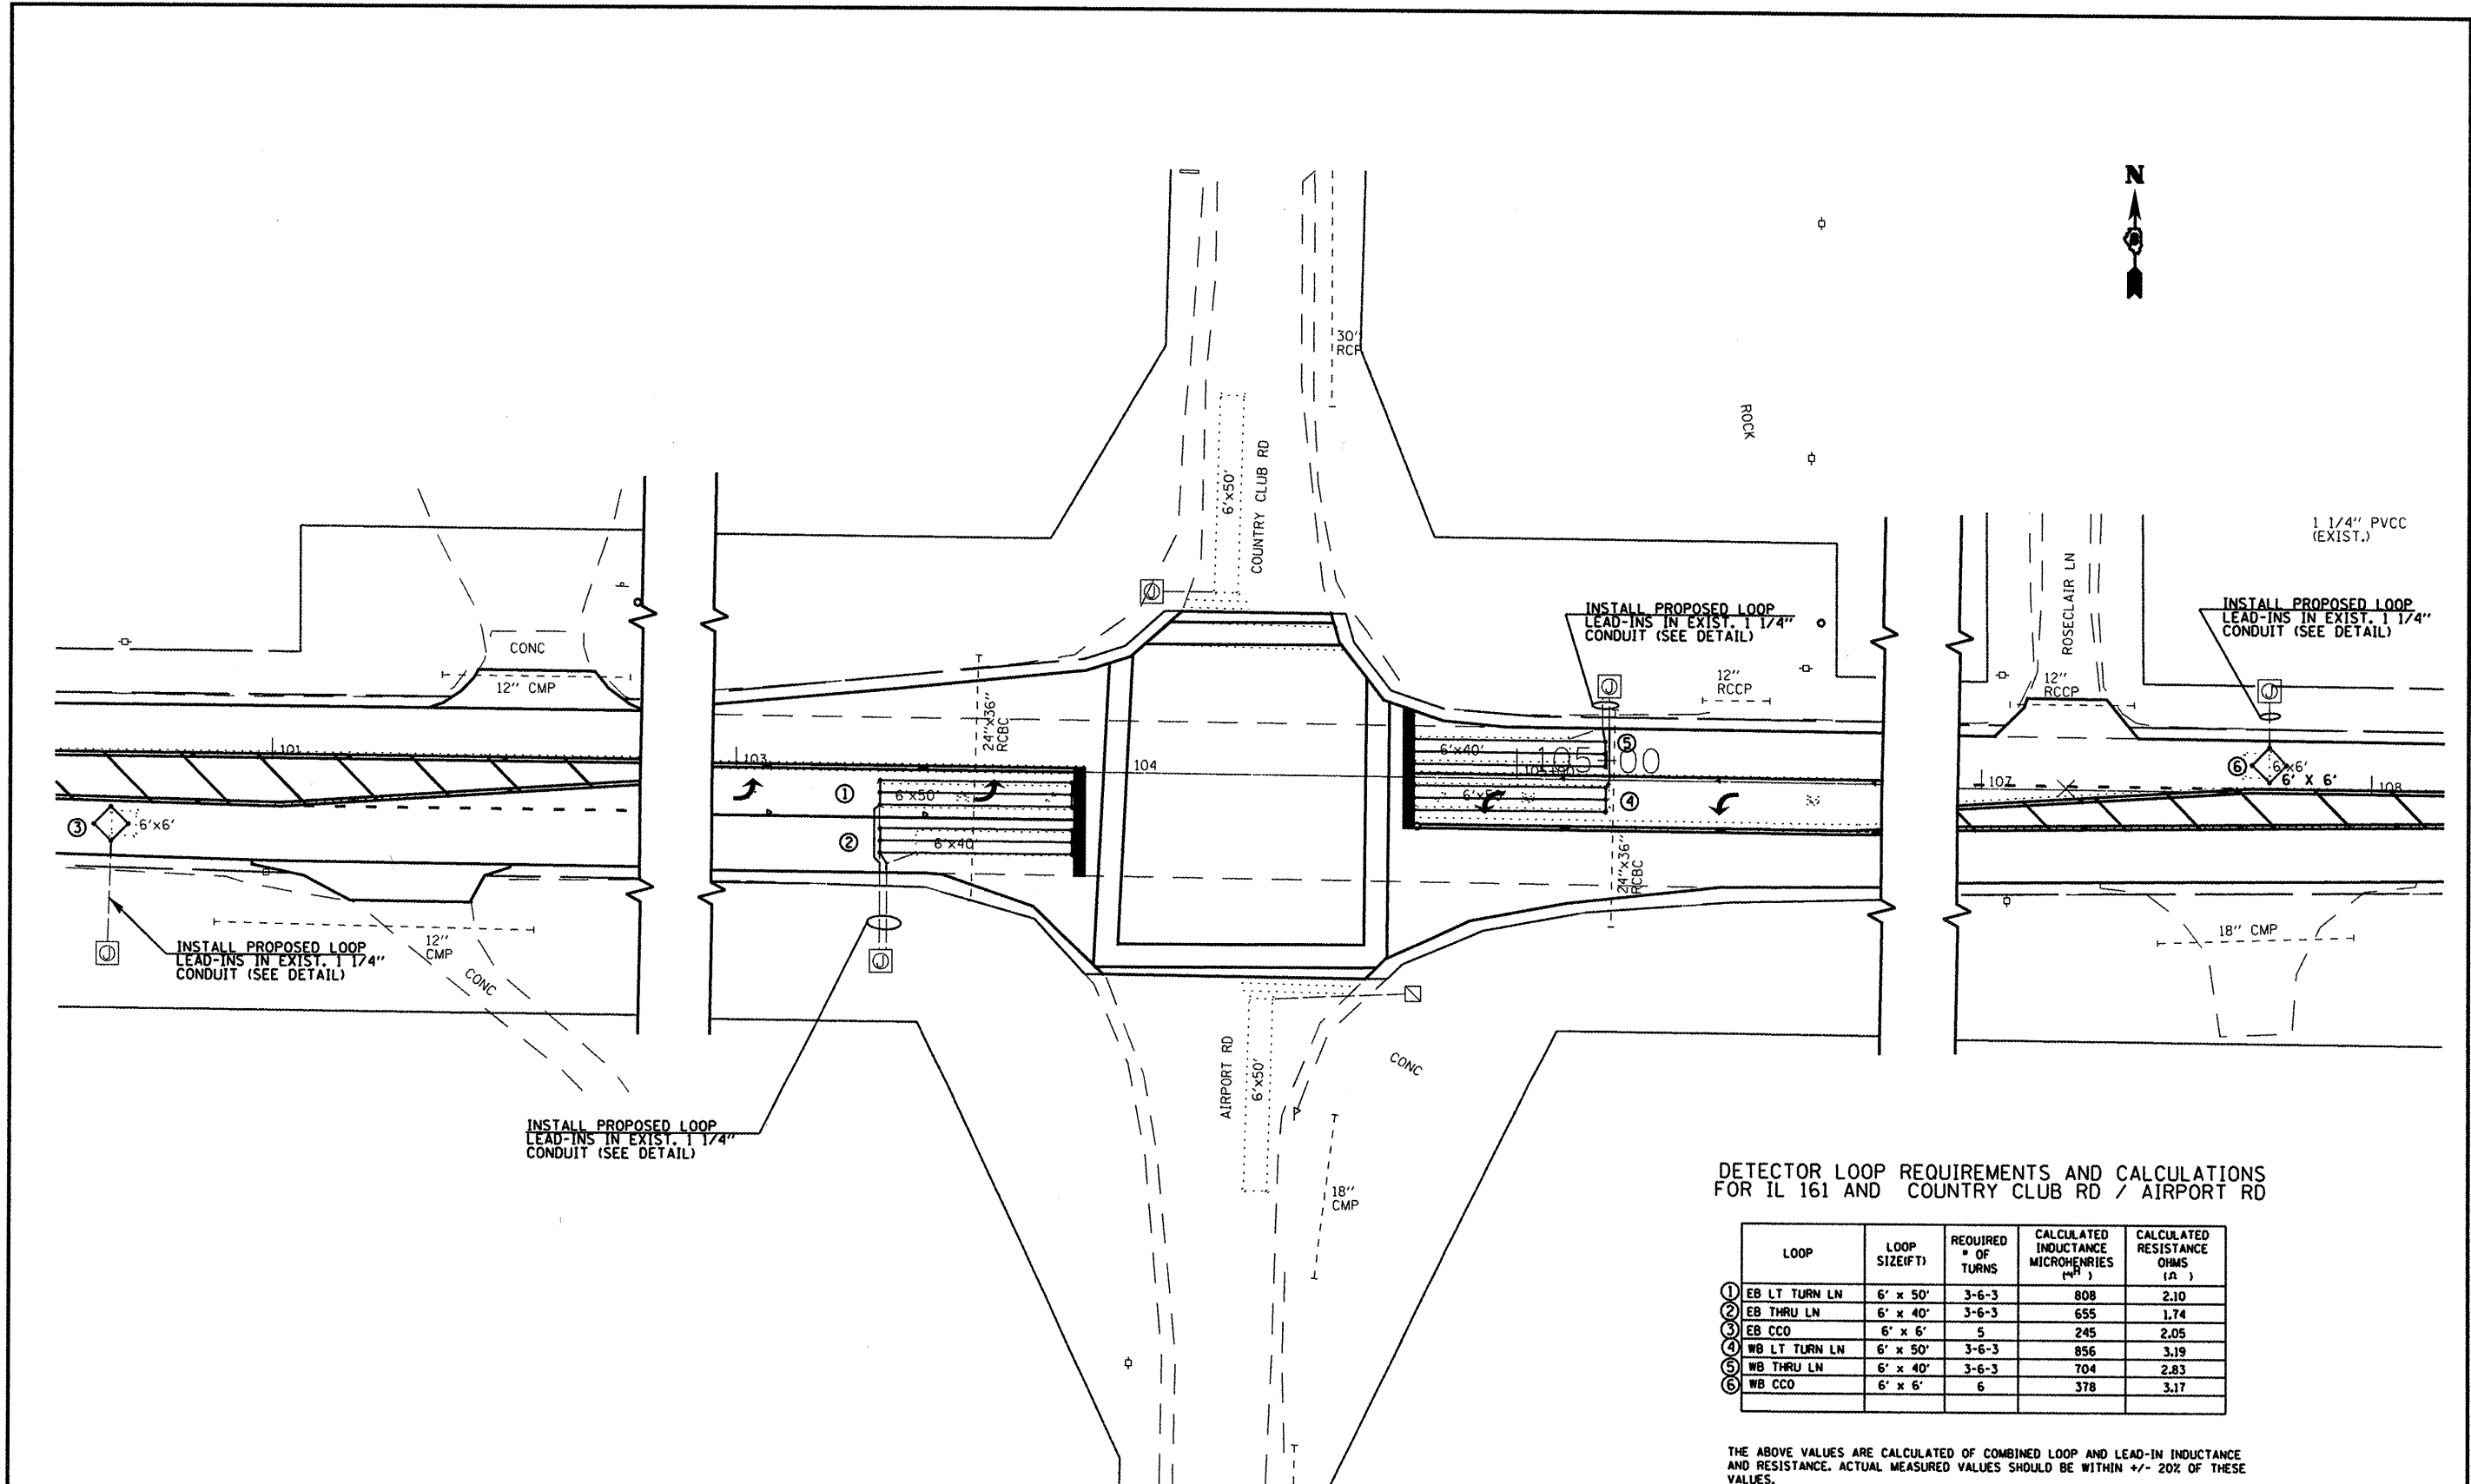 N
30"
RCP
ROCK
6'x50'
COUNTRY CLUB RD
1 1/4" PVCC
(EXIST.)
ROSECLAIR LN
INSTALL PROPOSED LOOP
LEAD-INS IN EXIST. 1 1/4"
CONDUIT (SEE DETAIL)
INSTALL PROPOSED LOOP
LEAD-INS IN EXIST. 1 1/4"
CONDUIT (SEE DETAIL)
J
J
J
CONC
12" CMP
12"
RCCP
12"
RCCP
24"x36"
RCBC
101
103
104
105+00
107
108
6'x40'
5
6'x50'
4
6
6'x6'
6' X 6'
1
6'x50'
2
6'x40'
3
6'x6'
24"x36"
RCBC
J
INSTALL PROPOSED LOOP
LEAD-INS IN EXIST. 1 1/4"
CONDUIT (SEE DETAIL)
12"
CMP
CONC
J
18" CMP
AIRPORT RD
6'x50'
CONC
INSTALL PROPOSED LOOP
LEAD-INS IN EXIST. 1 1/4"
CONDUIT (SEE DETAIL)
18"
CMP
DETECTOR LOOP REQUIREMENTS AND CALCULATIONS
FOR IL 161 AND COUNTRY CLUB RD / AIRPORT RD
LOOP LOOP SIZE(FT) REQUIRED # OF TURNS CALCULATED INDUCTANCE MICROHENRIES (μH) CALCULATED RESISTANCE OHMS (Ω)
1 EB LT TURN LN 6' x 50' 3-6-3 808 2.10
2 EB THRU LN 6' x 40' 3-6-3 655 1.74
3 EB CCO 6' x 6' 5 245 2.05
4 WB LT TURN LN 6' x 50' 3-6-3 856 3.19
5 WB THRU LN 6' x 40' 3-6-3 704 2.83
6 WB CCO 6' x 6' 6 378 3.17
THE ABOVE VALUES ARE CALCULATED OF COMBINED LOOP AND LEAD-IN INDUCTANCE
AND RESISTANCE. ACTUAL MEASURED VALUES SHOULD BE WITHIN +/- 20% OF THESE
VALUES.